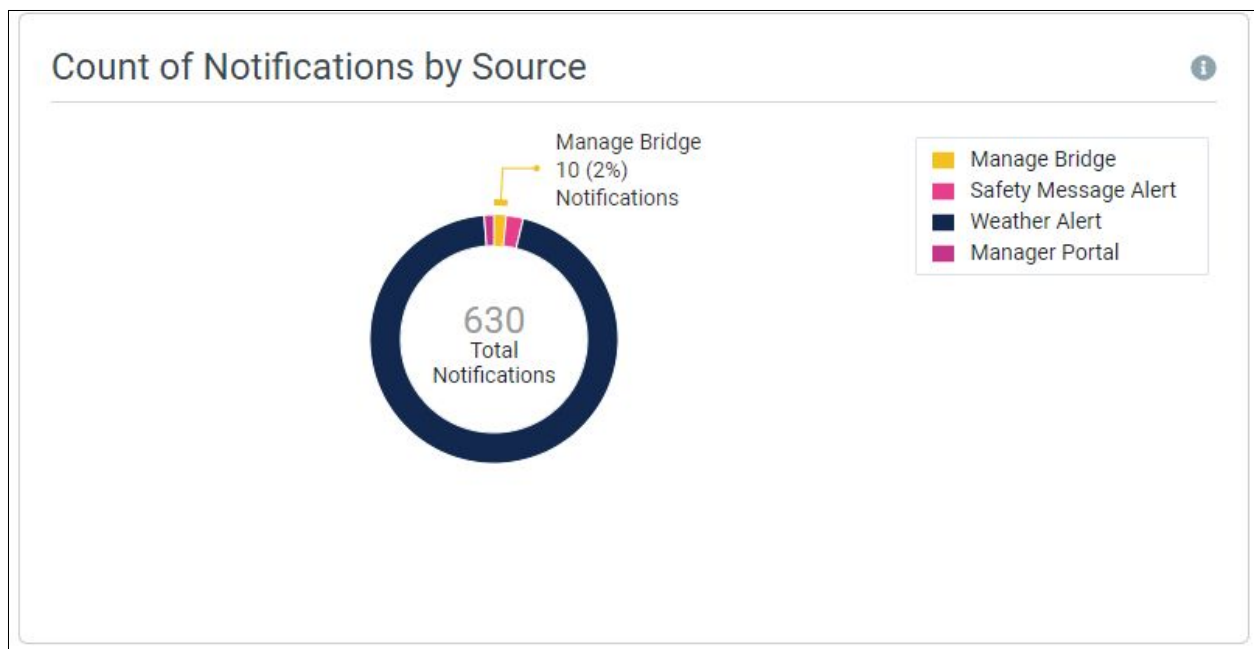 Count of Notifications by Source
Manage Bridge
10 (2%)
Notifications
630
Total
Notifications
Manage Bridge
Safety Message Alert
Weather Alert
Manager Portal